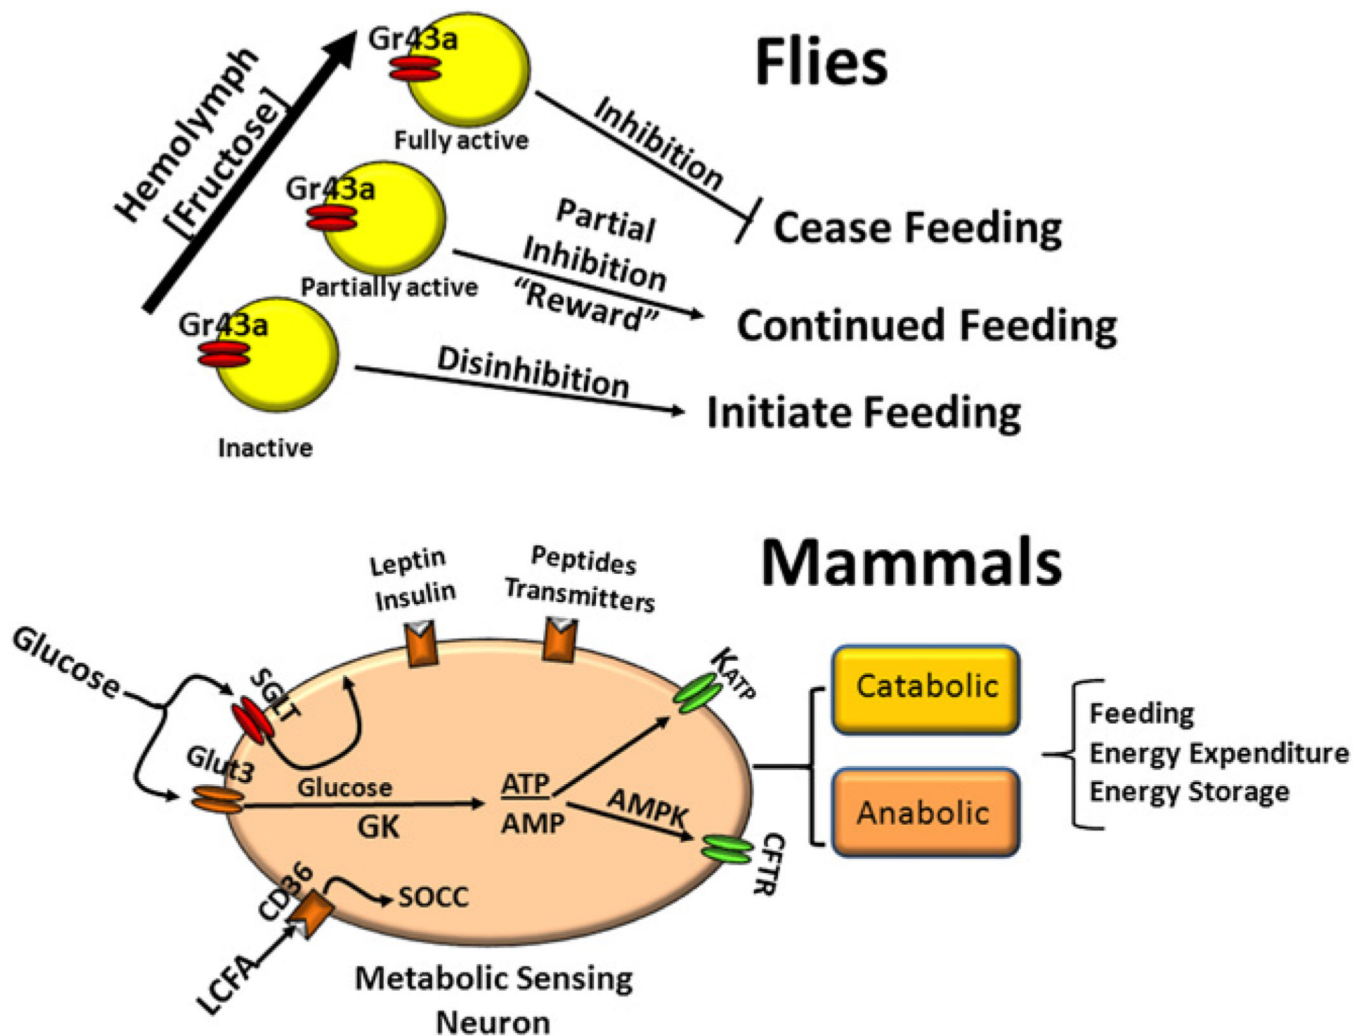 Flies
Hemolymph
[Fructose]
Gr43a
Fully active
Inhibition
Cease Feeding
Gr43a
Partially active
Partial
Inhibition
“Reward”
Continued Feeding
Gr43a
Inactive
Disinhibition
Initiate Feeding
Mammals
Leptin
Insulin
Peptides
Transmitters
Glucose
SGLT
Glut3
Glucose
GK
ATP
AMP
AMPK
KATP
CFTR
CD36
SOCC
LCFA
Metabolic Sensing
Neuron
Catabolic
Anabolic
Feeding
Energy Expenditure
Energy Storage